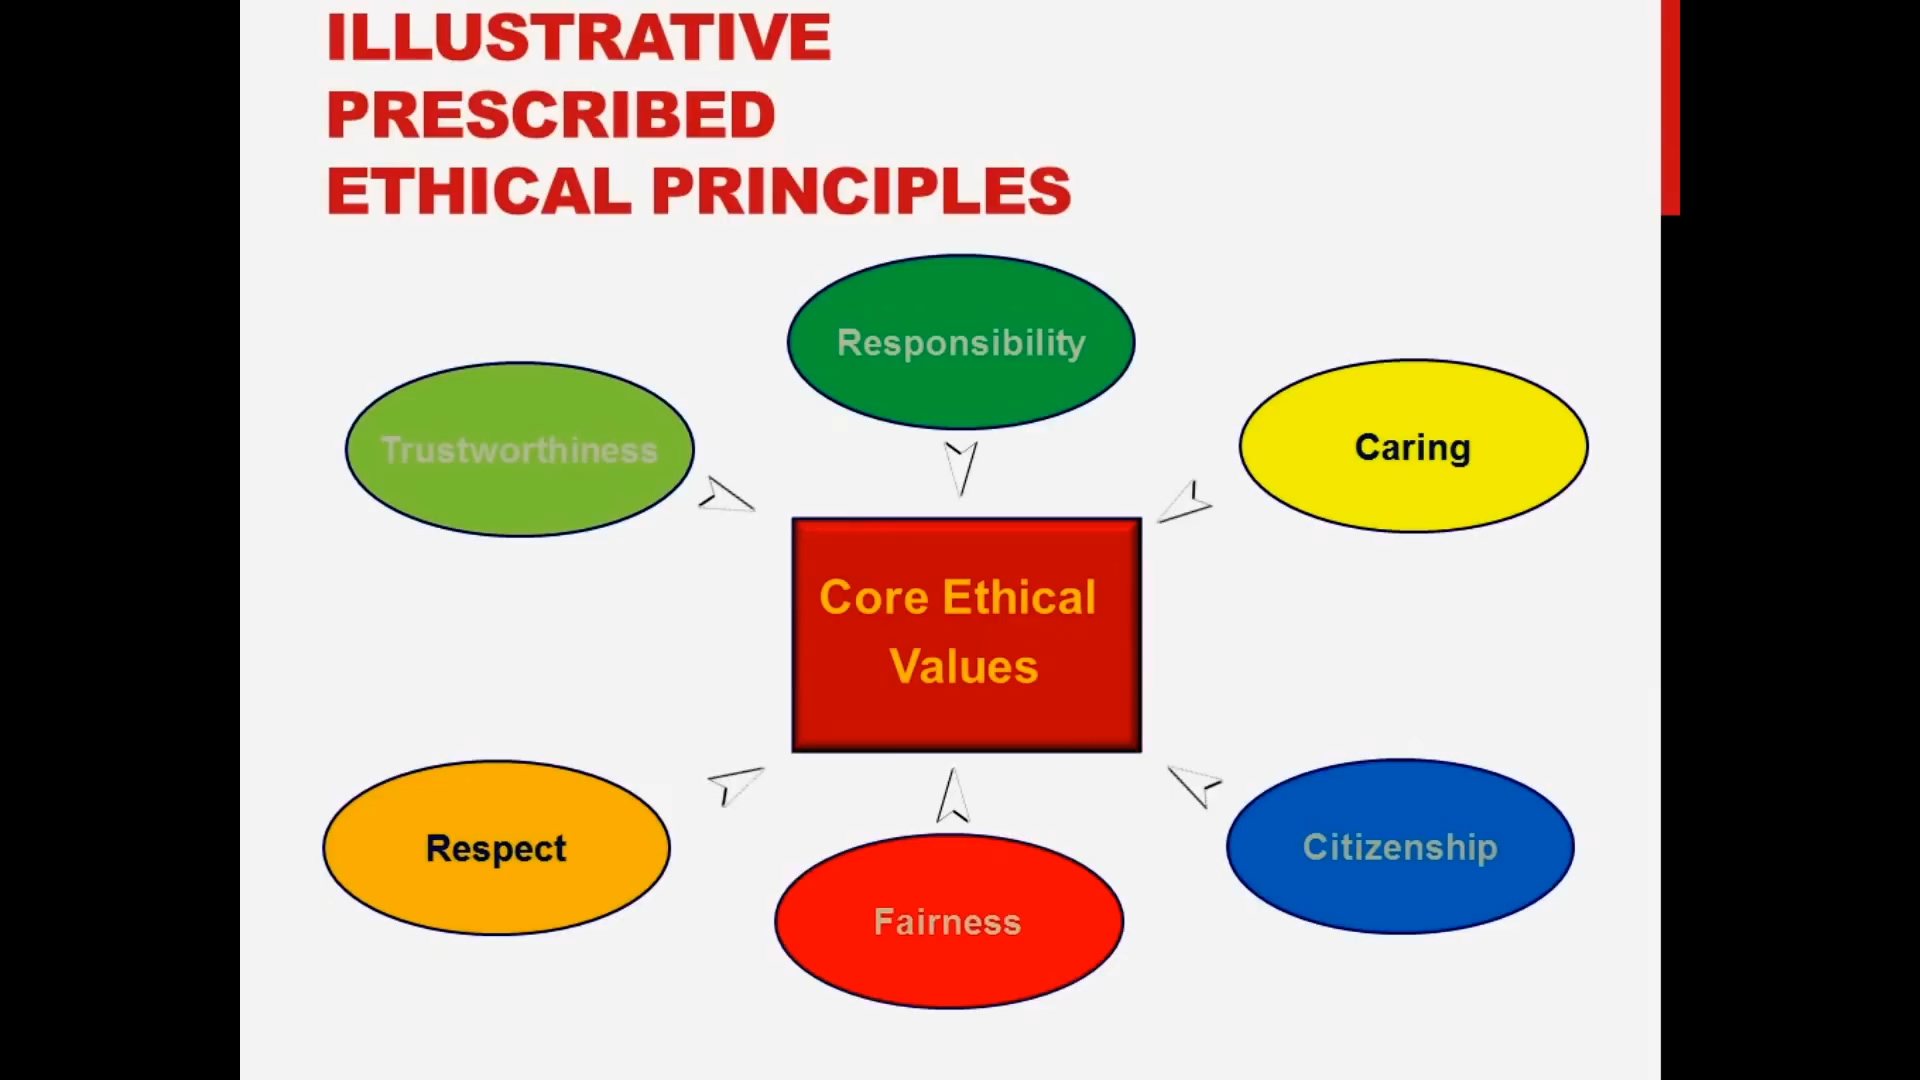 ILLUSTRATIVE
PRESCRIBED
ETHICAL PRINCIPLES
Responsibility
Trustworthiness
Caring
Core Ethical
Values
Respect
Fairness
Citizenship